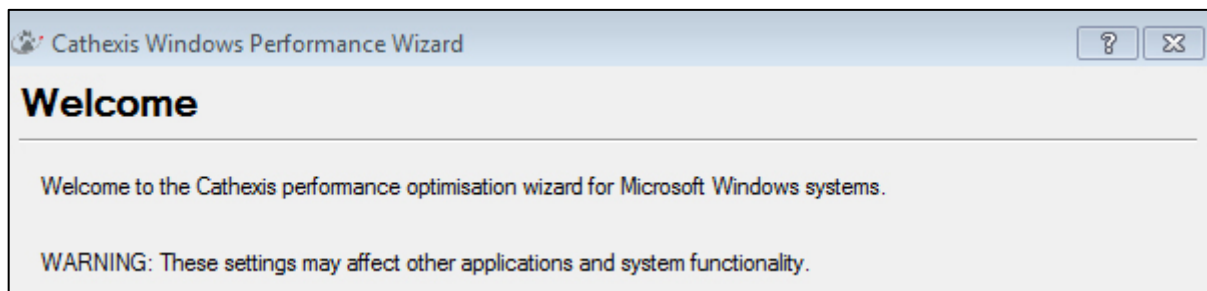 Cathexis Windows Performance Wizard
Welcome
Welcome to the Cathexis performance optimisation wizard for Microsoft Windows systems.
WARNING: These settings may affect other applications and system functionality.